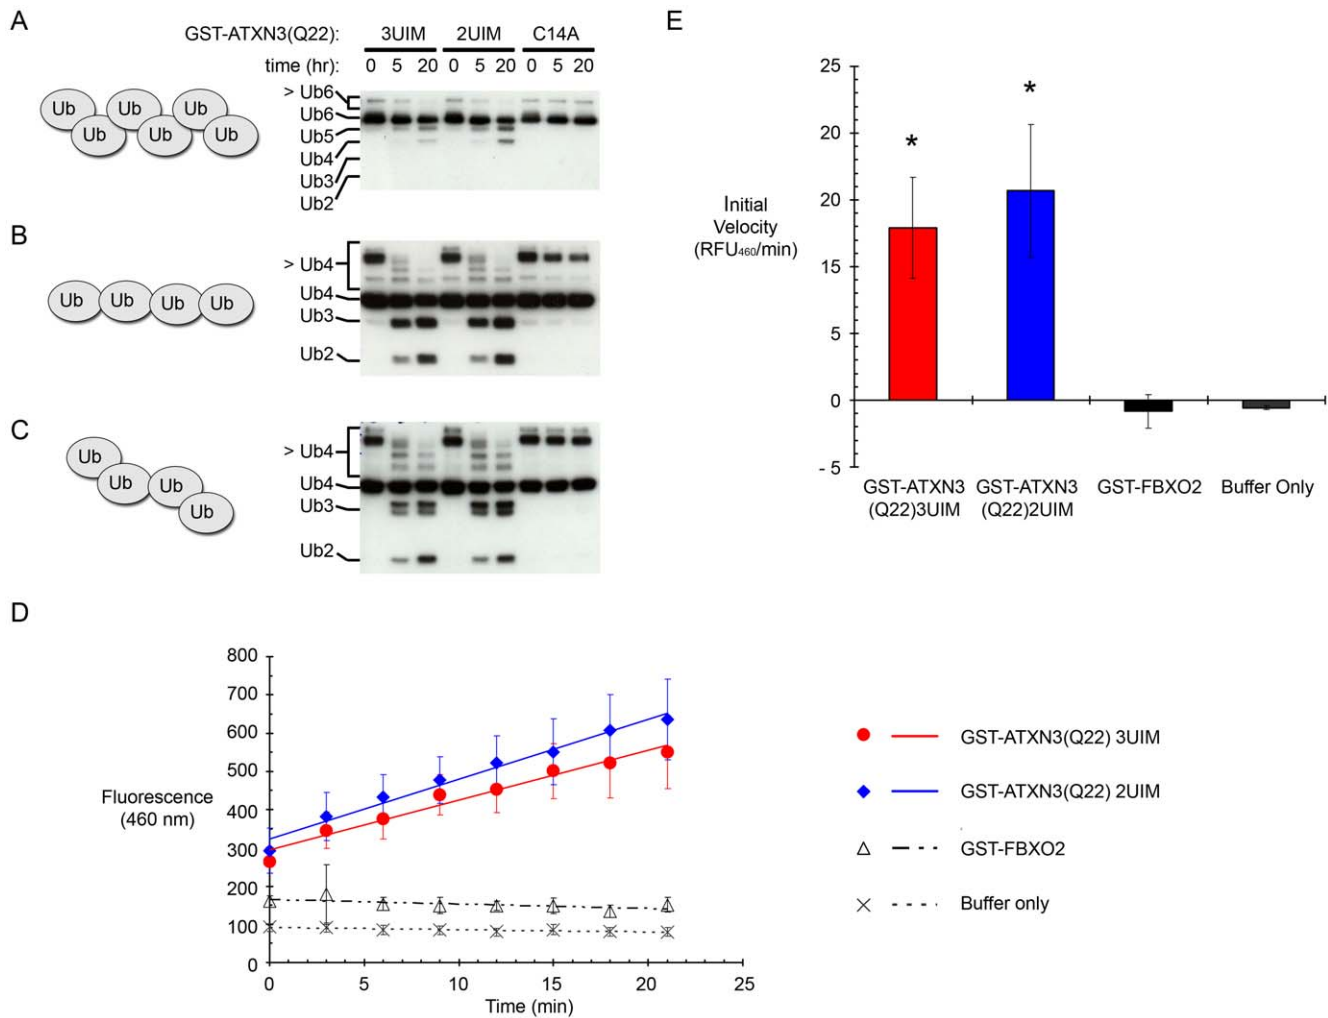 A
GST-ATXN3(Q22): 3UIM 2UIM C14A
time (hr): 0 5 20 0 5 20 0 5 20
> Ub6
Ub6
Ub5
Ub4
Ub3
Ub2
Ub Ub Ub
Ub Ub Ub
B
> Ub4
Ub4
Ub3
Ub2
Ub Ub Ub Ub
C
> Ub4
Ub4
Ub3
Ub2
Ub
Ub Ub
Ub
D
Fluorescence
(460 nm)
800
700
600
500
400
300
200
100
0
0 5 10 15 20 25
Time (min)
E
Initial
Velocity
(RFU460/min)
25
20
20
15
5
0
- 5
* *
GST-ATXN3 GST-ATXN3 GST-FBXO2 Buffer Only
(Q22)3UIM (Q22)2UIM
GST-ATXN3(Q22) 3UIM
GST-ATXN3(Q22) 2UIM
GST-FBXO2
Buffer only